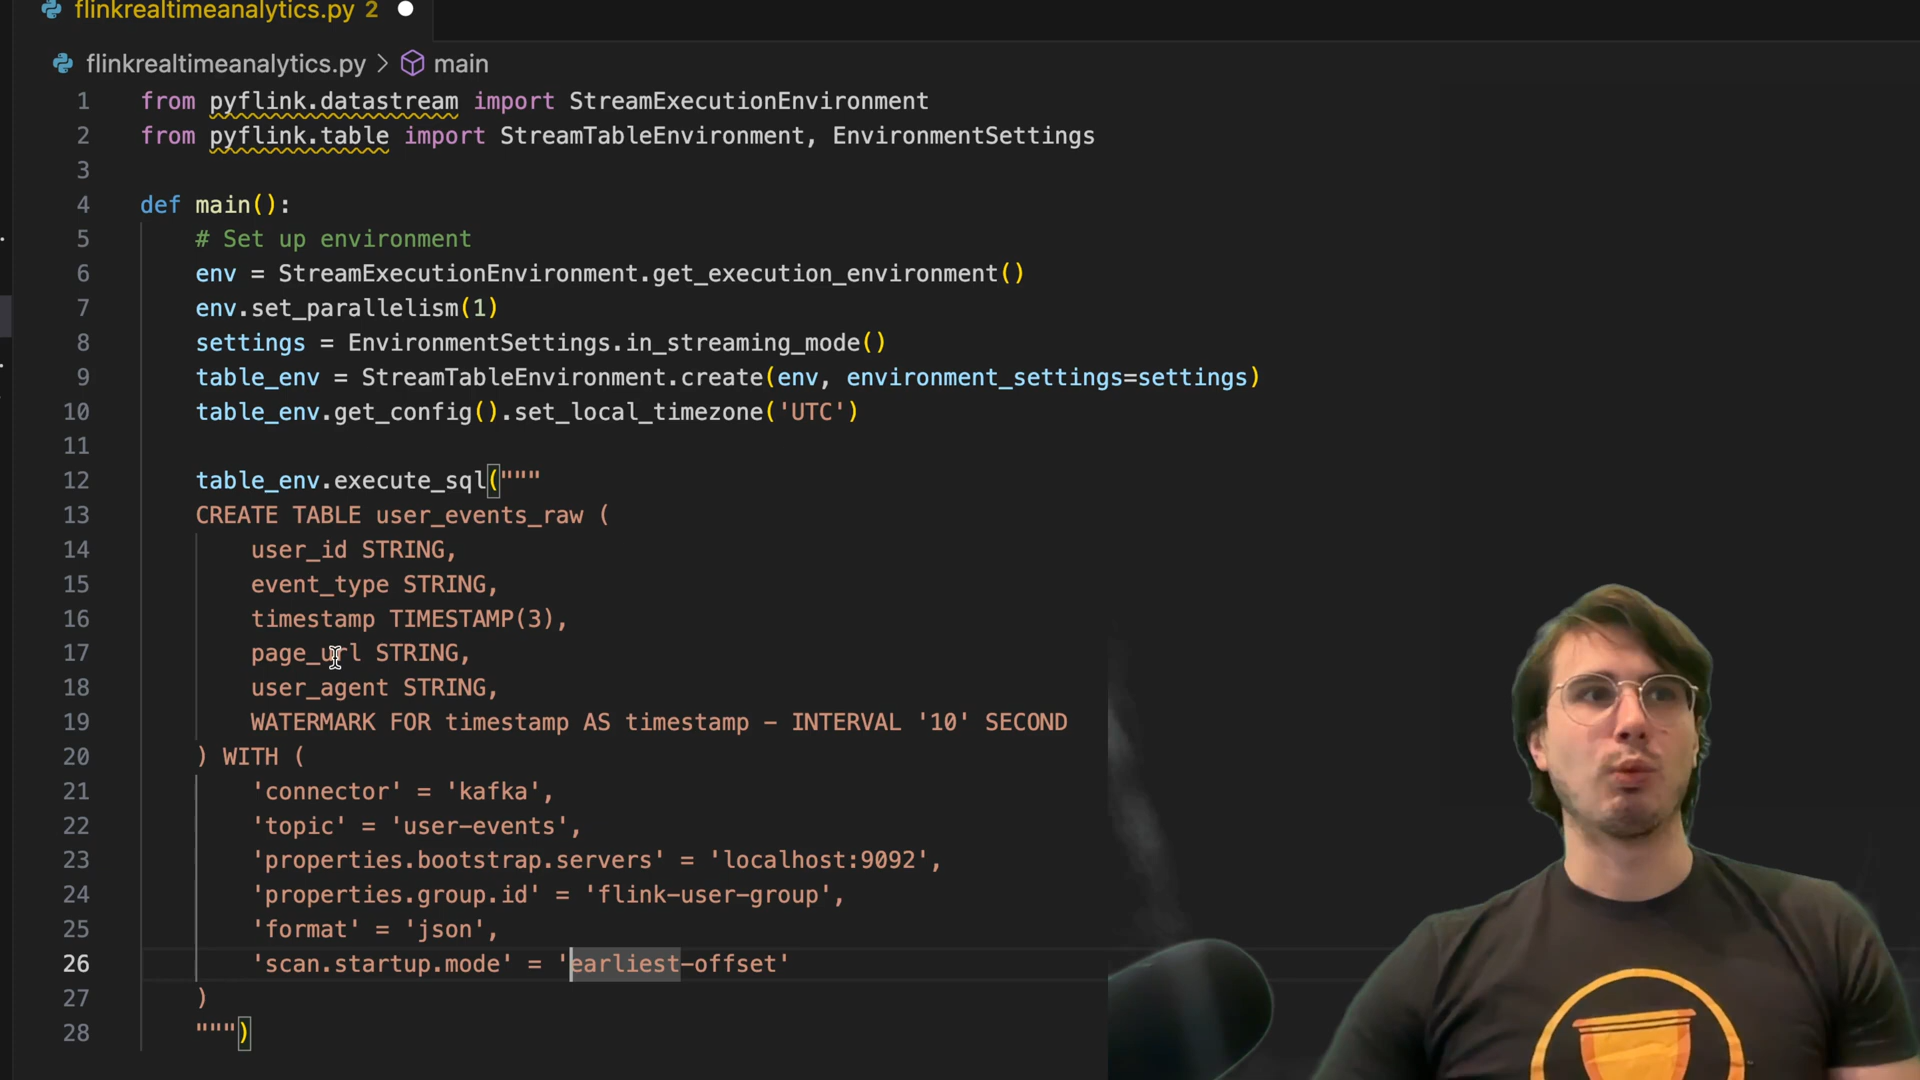 flinkrealtimeanalytics.py 2
flinkrealtimeanalytics.py > main
1 from pyflink.datastream import StreamExecutionEnvironment
2 from pyflink.table import StreamTableEnvironment, EnvironmentSettings
3
4 def main():
5 # Set up environment
6 env = StreamExecutionEnvironment.get_execution_environment()
7 env.set_parallelism(1)
8 settings = EnvironmentSettings.in_streaming_mode()
9 table_env = StreamTableEnvironment.create(env, environment_settings=settings)
10 table_env.get_config().set_local_timezone('UTC')
11
12 table_env.execute_sql("""
13 CREATE TABLE user_events_raw (
14 user_id STRING,
15 event_type STRING,
16 timestamp TIMESTAMP(3),
17 page_url STRING,
18 user_agent STRING,
19 WATERMARK FOR timestamp AS timestamp - INTERVAL '10' SECOND
20 ) WITH (
21 'connector' = 'kafka',
22 'topic' = 'user-events',
23 'properties.bootstrap.servers' = 'localhost:9092',
24 'properties.group.id' = 'flink-user-group',
25 'format' = 'json',
26 'scan.startup.mode' = 'earliest-offset'
27 )
28 """)